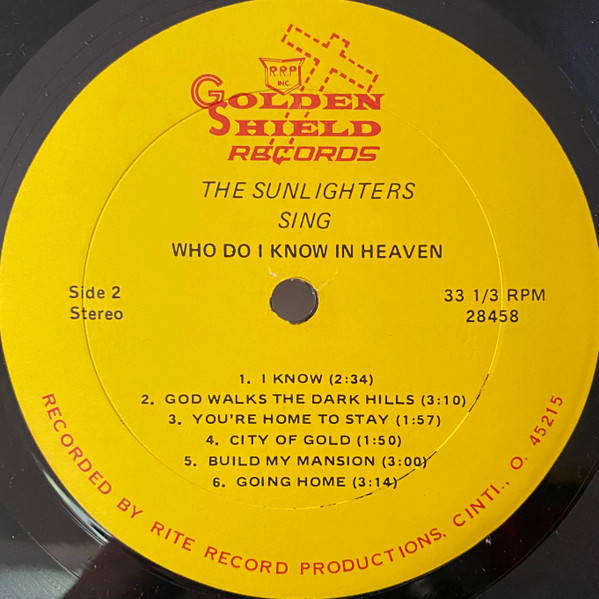 RRP
INC.
GOLDEN
SHIELD
RECORDS
THE SUNLIGHTERS
SING
WHO DO I KNOW IN HEAVEN
Side 2
Stereo
33 1/3 RPM
28458
1. I KNOW (2:34)
2. GOD WALKS THE DARK HILLS (3:10)
3. YOU'RE HOME TO STAY (1:57)
4. CITY OF GOLD (1:50)
5. BUILD MY MANSION (3:00)
6. GOING HOME (3:14)
RECORDED BY RITE RECORD PRODUCTIONS, CINTI., O. 45215